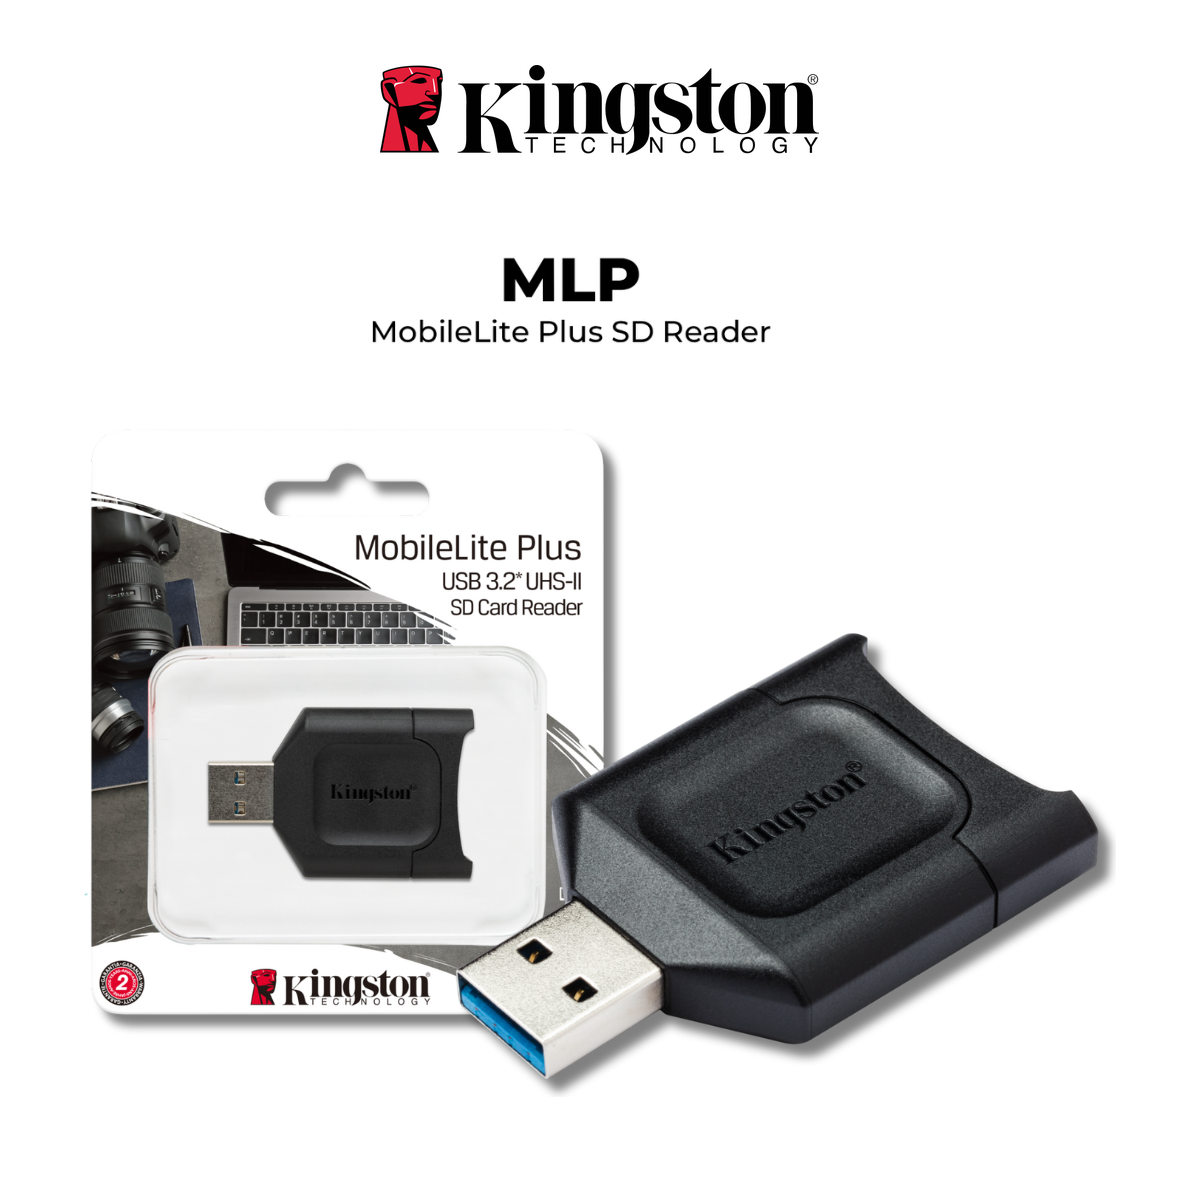 Kingston®
TECHNOLOGY
MLP
MobileLite Plus SD Reader
MobileLite Plus
USB 3.2* UHS-II
SD Card Reader
Kingston®
Kingston®
2
Kingston®
TECHNOLOGY